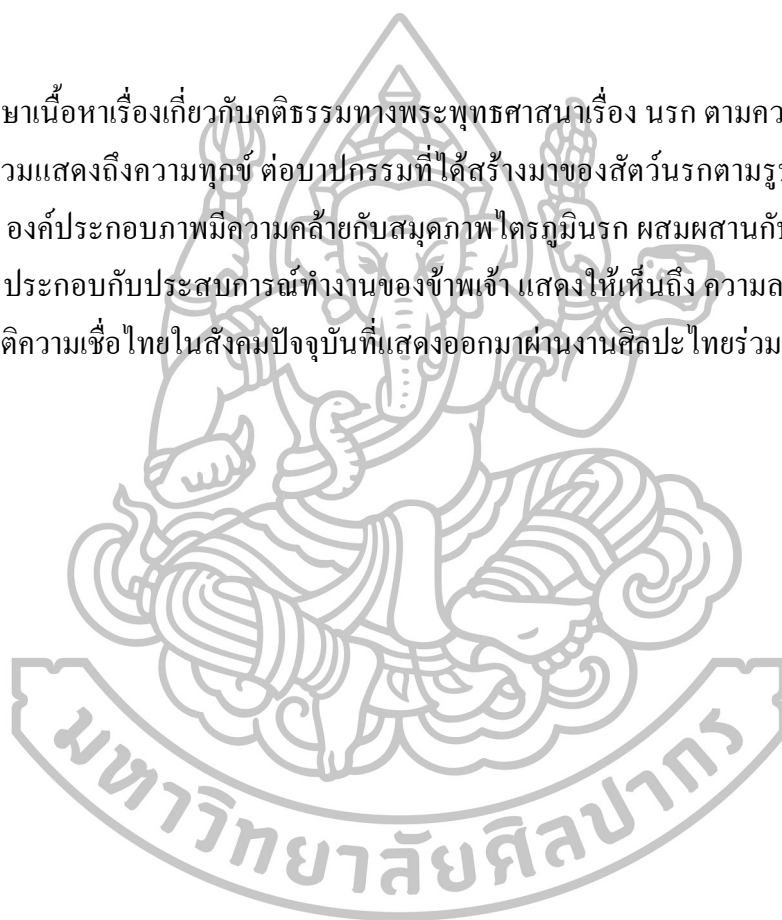 ษาเนื้อหาเรื่องเกี่ยวกับคติธรรมทางพระพุทธศาสนาเรื่อง นรก ตามคว
วมแสดงถึงความทุกข์ ต่อบาปกรรมที่ได้สร้างมาของสัตว์นรกตามรูป
องค์ประกอบภาพมีความคล้ายกับสมุดภาพไตรภูมินรก ผสมผสานกับ
ประกอบกับประสบการณ์ทำงานของข้าพเจ้า แสดงให้เห็นถึง ความล
ติความเชื่อไทยในสังคมปัจจุบันที่แสดงออกมาผ่านงานศิลปะไทยร่วม
มหาวิทยาลัยศิลปากร